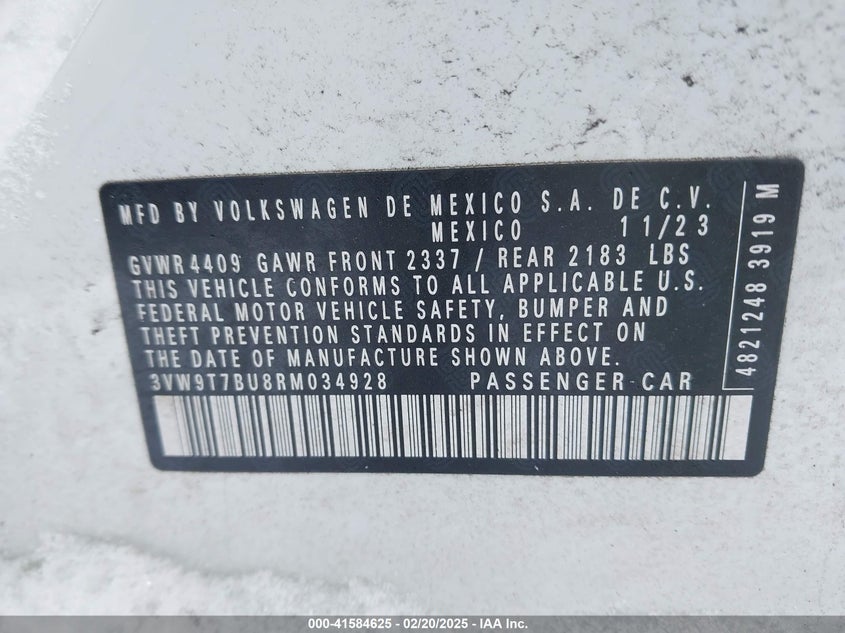 MFD BY VOLKSWAGEN DE MEXICO S.A. DE C.V.
MEXICO 11/23
GVWR4409 GAWR FRONT 2337 / REAR 2183 LBS
THIS VEHICLE CONFORMS TO ALL APPLICABLE U.S.
FEDERAL MOTOR VEHICLE SAFETY, BUMPER AND
THEFT PREVENTION STANDARDS IN EFFECT ON
THE DATE OF MANUFACTURE SHOWN ABOVE.
3VW9T7BU8RM034928 PASSENGER CAR
4821248 3919 M
000-41584625 - 02/20/2025 - IAA Inc.